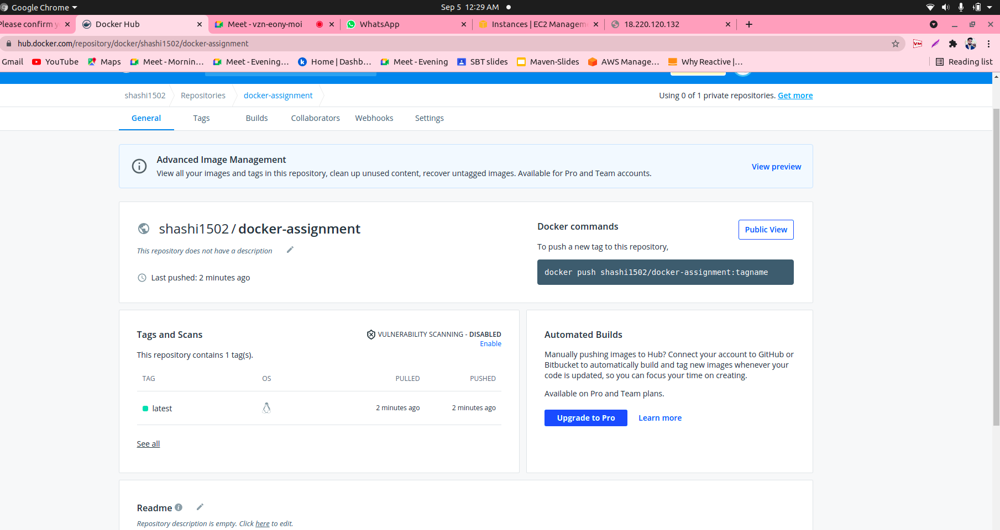 Google Chrome
Sep 5 12:29 AM
Please confirm y
Docker Hub
Meet - vzn-eony-moi
WhatsApp
Instances | EC2 Managem
18.220.120.132
hub.docker.com/repository/docker/shashi1502/docker-assignment
Gmail
YouTube
Maps
Meet - Mornin...
Meet - Evening...
Home | Dashb...
Meet - Evening
SBT slides
Maven-Slides
AWS Manage...
Why Reactive |...
Reading list
shashi1502
Repositories
docker-assignment
Using 0 of 1 private repositories. Get more
General
Tags
Builds
Collaborators
Webhooks
Settings
Advanced Image Management
View all your images and tags in this repository, clean up unused content, recover untagged images. Available for Pro and Team accounts.
View preview
shashi1502 / docker-assignment
This repository does not have a description
Last pushed: 2 minutes ago
Docker commands
Public View
To push a new tag to this repository,
docker push shashi1502/docker-assignment:tagname
Tags and Scans
VULNERABILITY SCANNING - DISABLED
Enable
This repository contains 1 tag(s).
TAG
OS
PULLED
PUSHED
latest
2 minutes ago
2 minutes ago
See all
Automated Builds
Manually pushing images to Hub? Connect your account to GitHub or
Bitbucket to automatically build and tag new images whenever your
code is updated, so you can focus your time on creating.
Available on Pro and Team plans.
Upgrade to Pro
Learn more
Readme
Repository description is empty. Click here to edit.